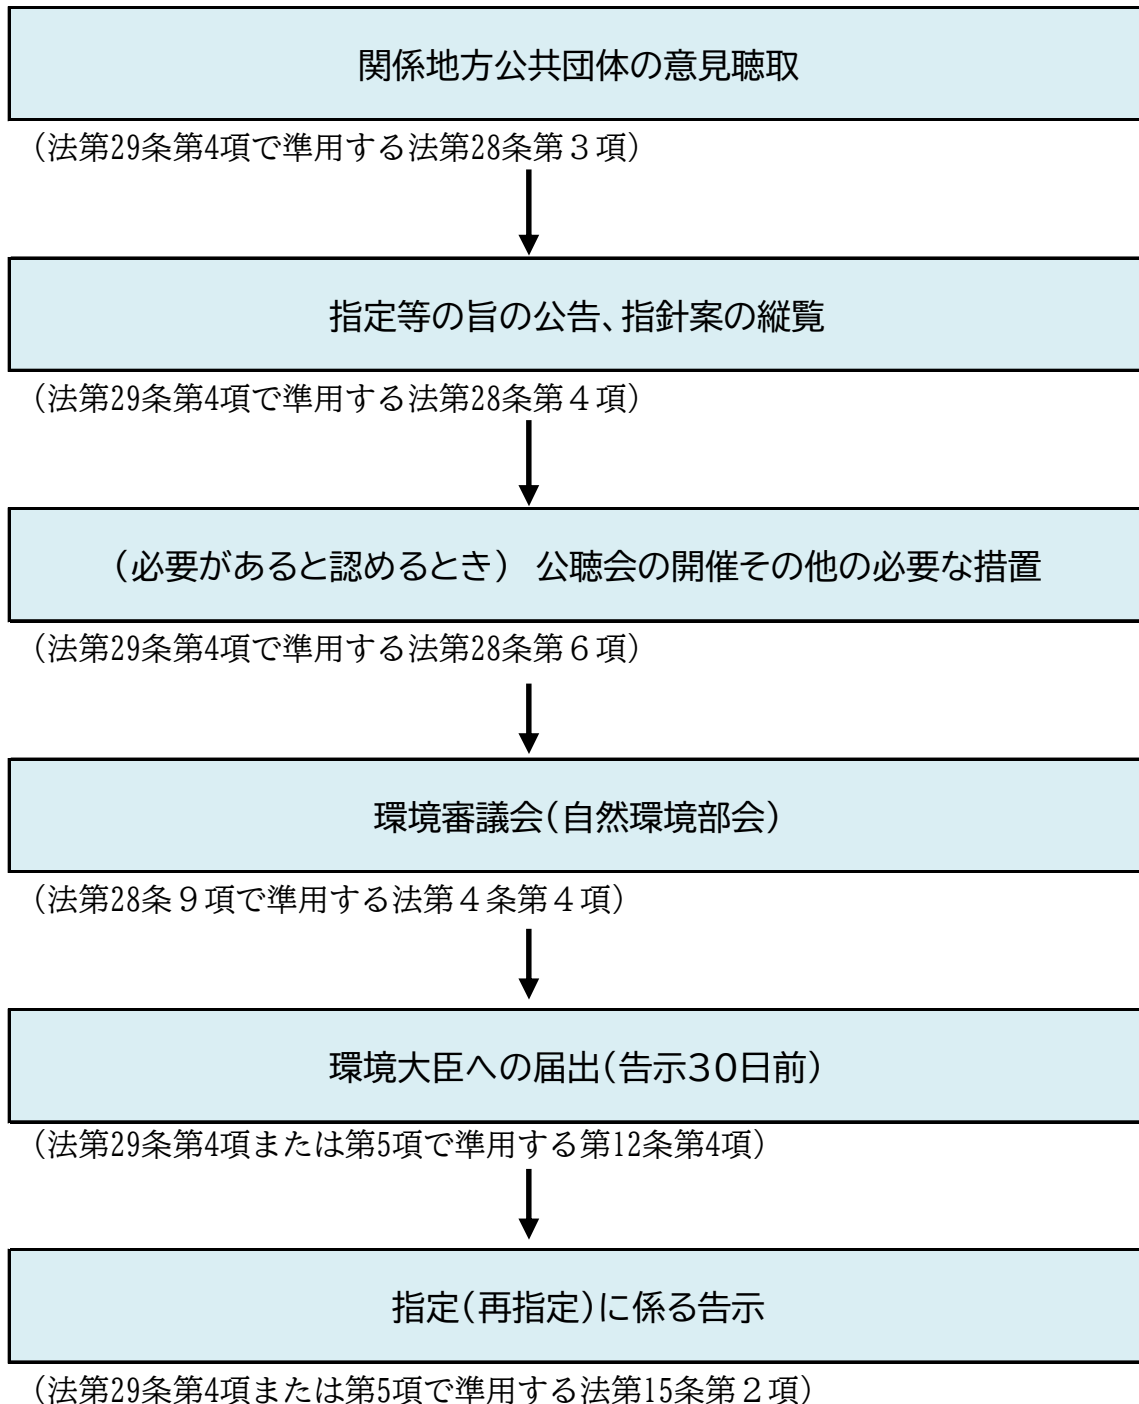 関係地方公共団体の意見聴取
（法第29条第4項で準用する法第28条第３項）
指定等の旨の公告、指針案の縦覧
（法第29条第4項で準用する法第28条第４項）
（必要があると認めるとき） 公聴会の開催その他の必要な措置
（法第29条第4項で準用する法第28条第６項）
環境審議会（自然環境部会）
（法第28条９項で準用する法第４条第４項）
環境大臣への届出（告示３０日前）
（法第29条第4項または第5項で準用する第12条第4項）
指定（再指定）に係る告示
（法第29条第4項または第5項で準用する法第15条第２項）